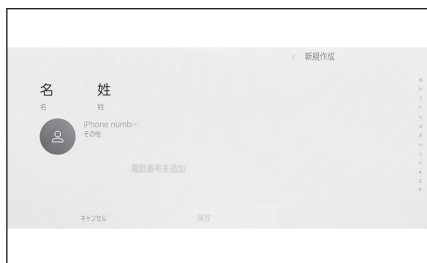 新規作成
名 姓
名 姓
iPhone numb…
その他
電話番号を追加
キャンセル 保存